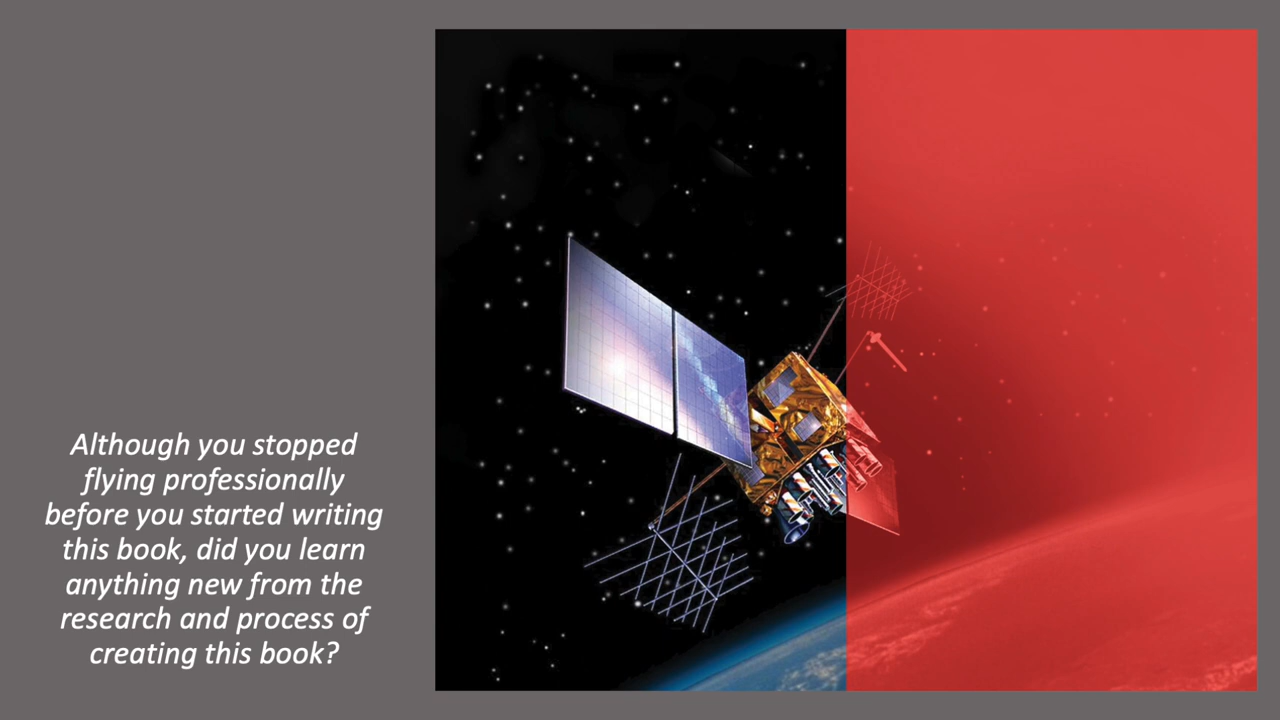 Although you stopped
flying professionally
before you started writing
this book, did you learn
anything new from the
research and process of
creating this book?